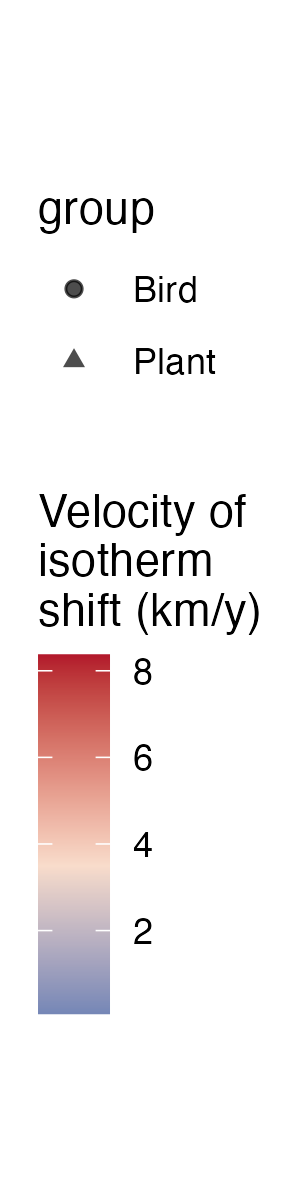 group
Bird
Plant
Velocity of
isotherm
shift (km/y)
8
6
4
2